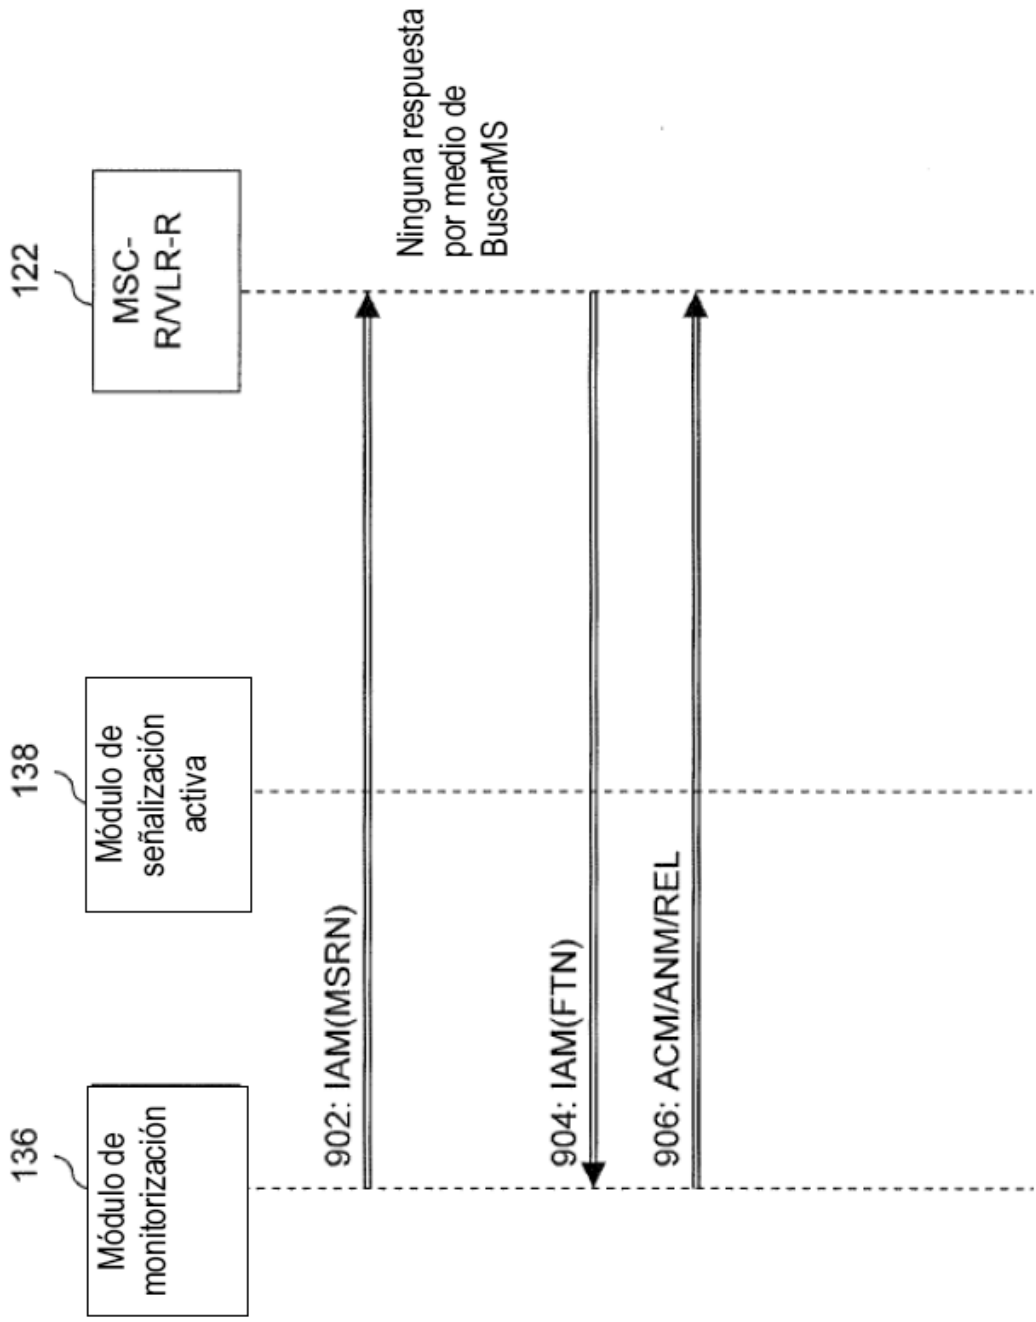 136
Módulo de
monitorización
138
Módulo de
señalización
activa
122
MSC-
R/VLR-R
902: IAM(MSRN)
Ninguna respuesta
por medio de
BuscarMS
904: IAM(FTN)
906: ACM/ANM/REL